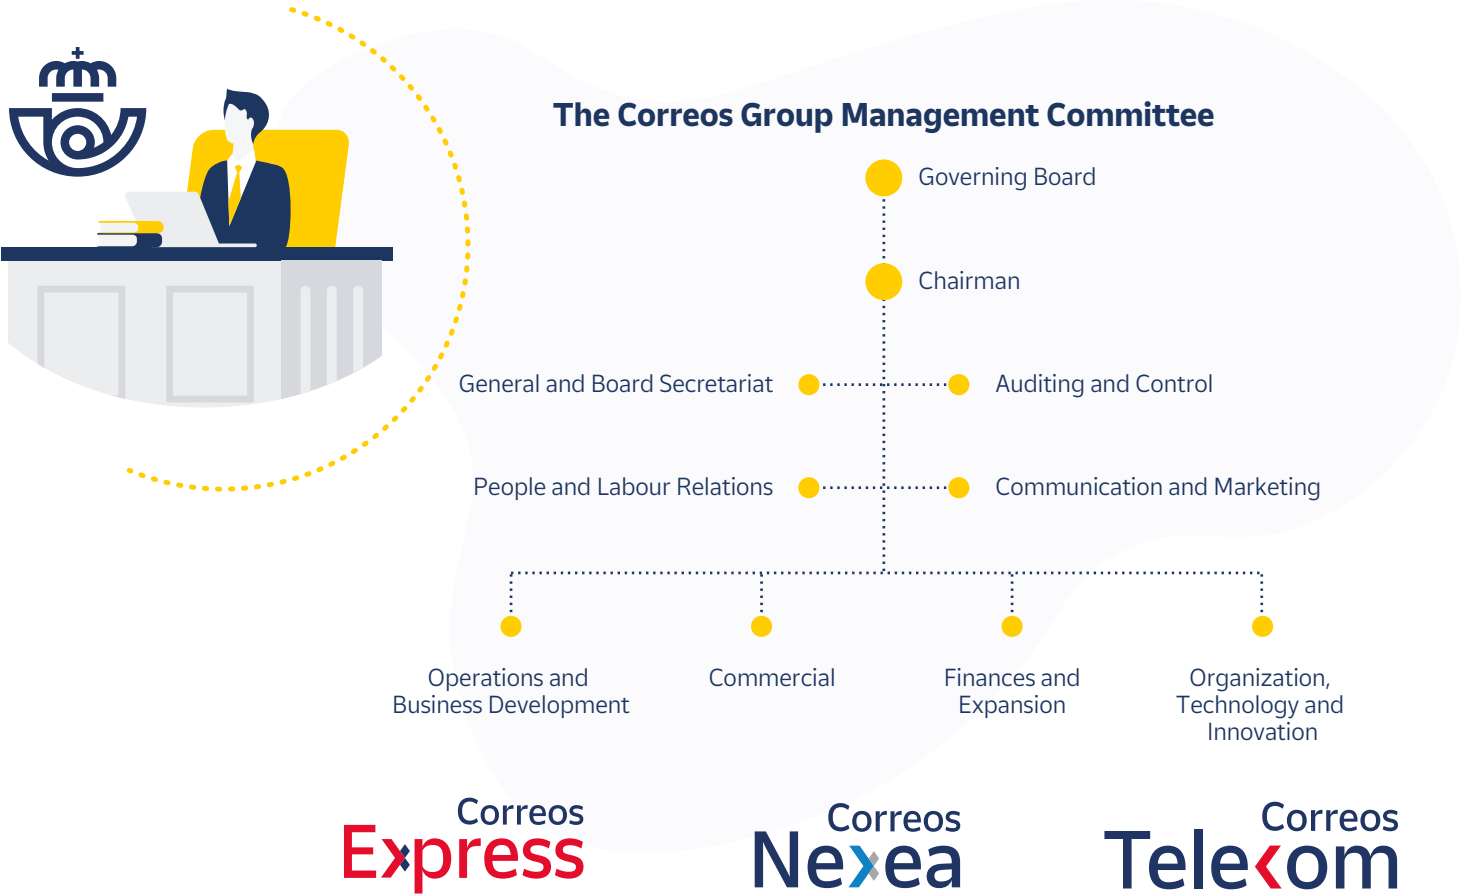 The Correos Group Management Committee
Governing Board
Chairman
General and Board Secretariat
Auditing and Control
People and Labour Relations
Communication and Marketing
Operations and
Business Development
Commercial
Finances and
Expansion
Organization,
Technology and
Innovation
Correos
Express
Correos
Nexea
Correos
Telecom